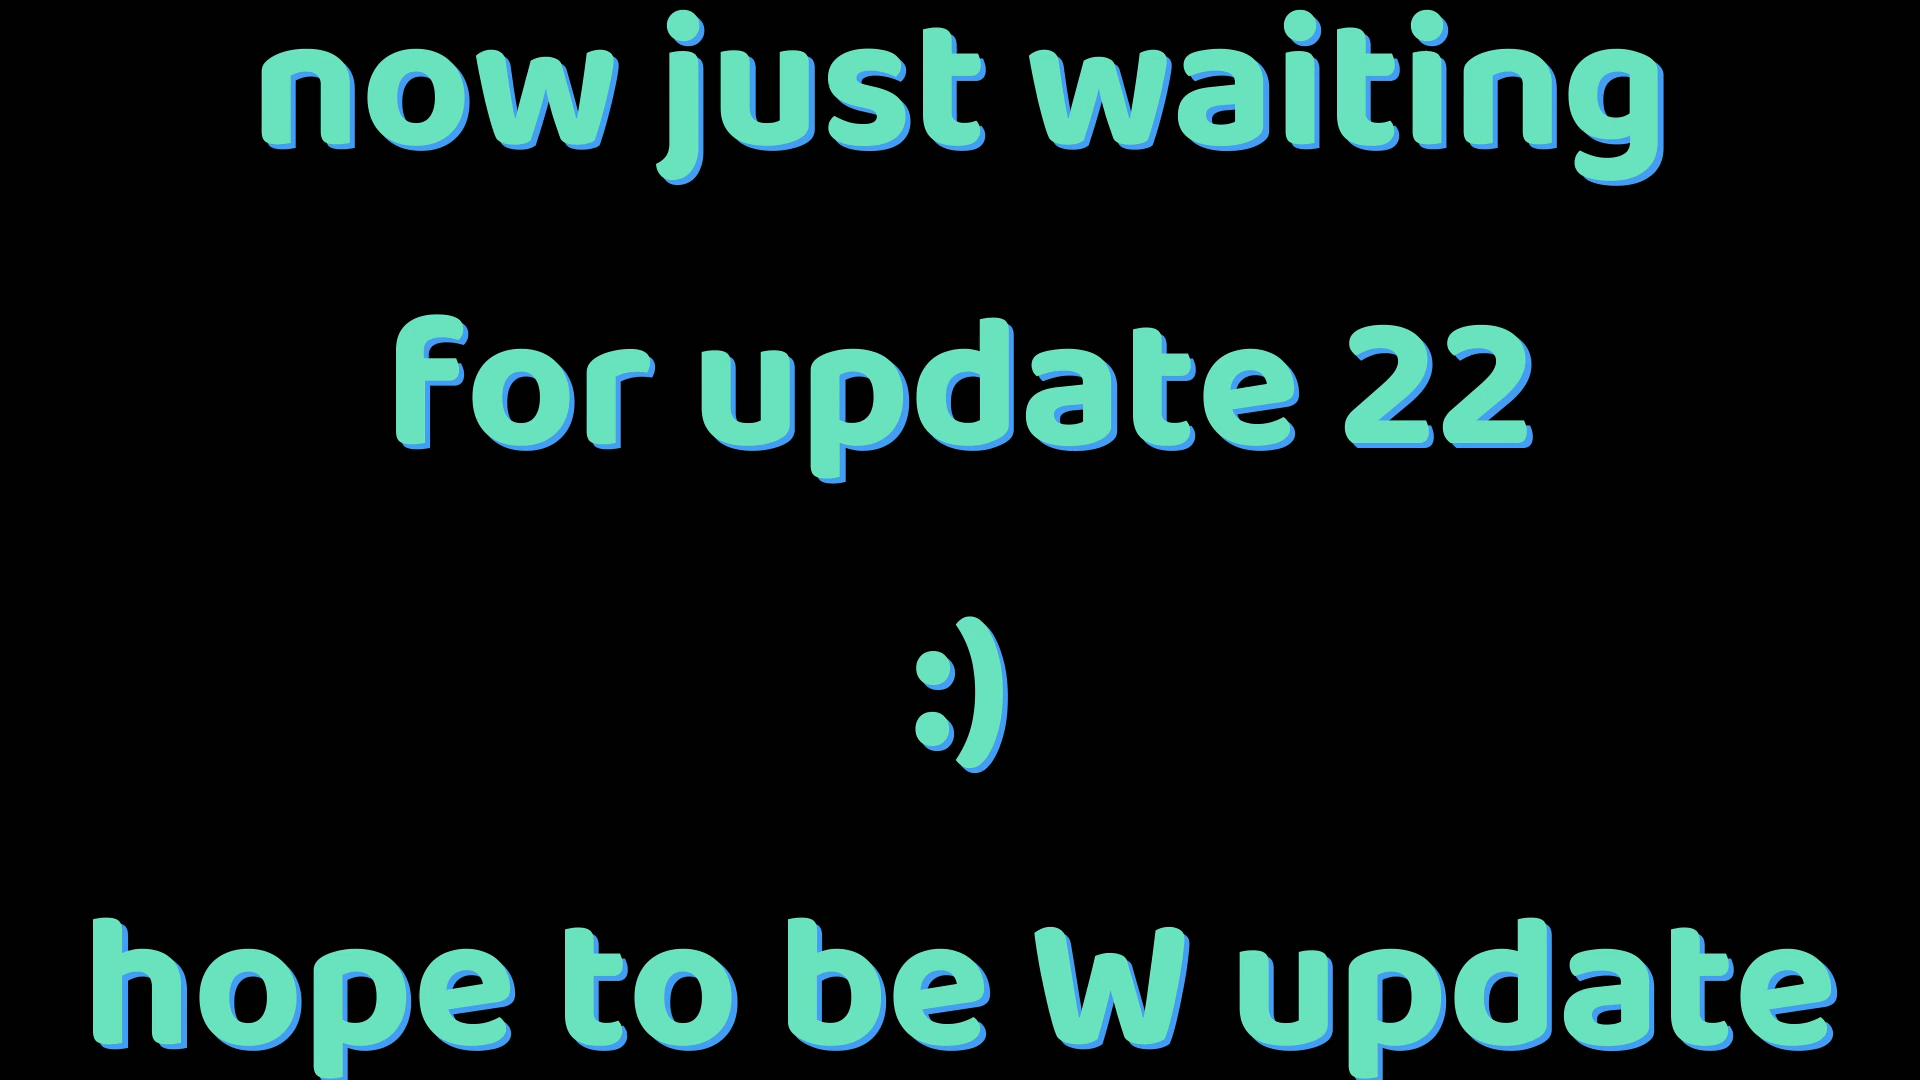 now just waiting
for update 22
:)
hope to be W update